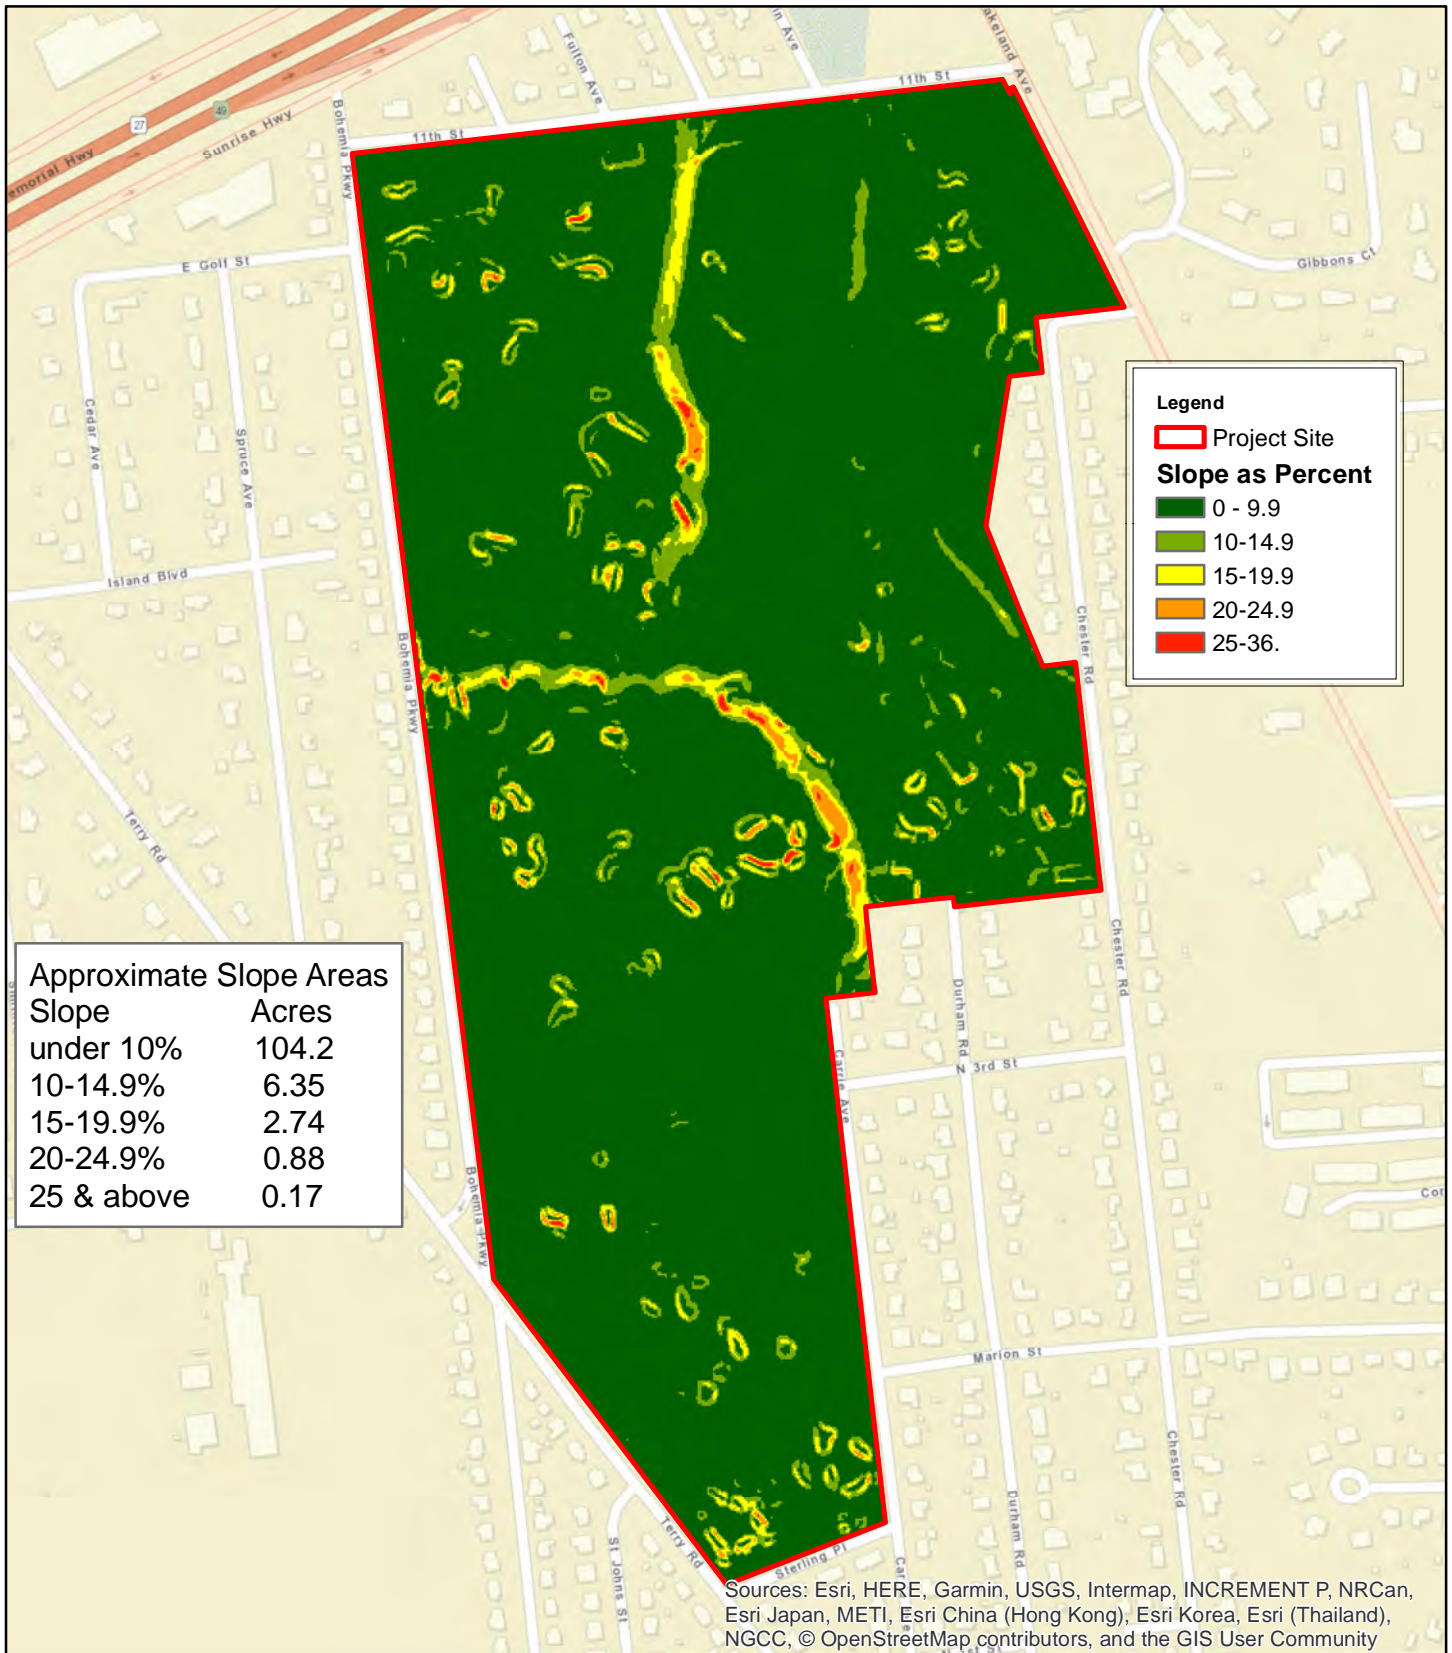 11th St
Fulton Ave
11th St
27
49
Sunrise Hwy
Bohemia Pkwy
E Golf St
Gibbons Ct
Cedar Ave
Spruce Ave
Island Blvd
Bohemia Pkwy
Terry Rd
Legend
Project Site
Slope as Percent
0 - 9.9
10-14.9
15-19.9
20-24.9
25-36.
Chester Rd
Chester Rd
Approximate Slope Areas
Slope Acres
under 10% 104.2
10-14.9% 6.35
15-19.9% 2.74
20-24.9% 0.88
25 & above 0.17
Durham Rd
N 3rd St
Carrie Ave
Bohemia Pkwy
Marion St
Chester Rd
Durham Rd
Terry Rd
St Johns St
Sterling Pl
Sources: Esri, HERE, Garmin, USGS, Intermap, INCREMENT P, NRCan,
Esri Japan, METI, Esri China (Hong Kong), Esri Korea, Esri (Thailand),
NGCC, © OpenStreetMap contributors, and the GIS User Community